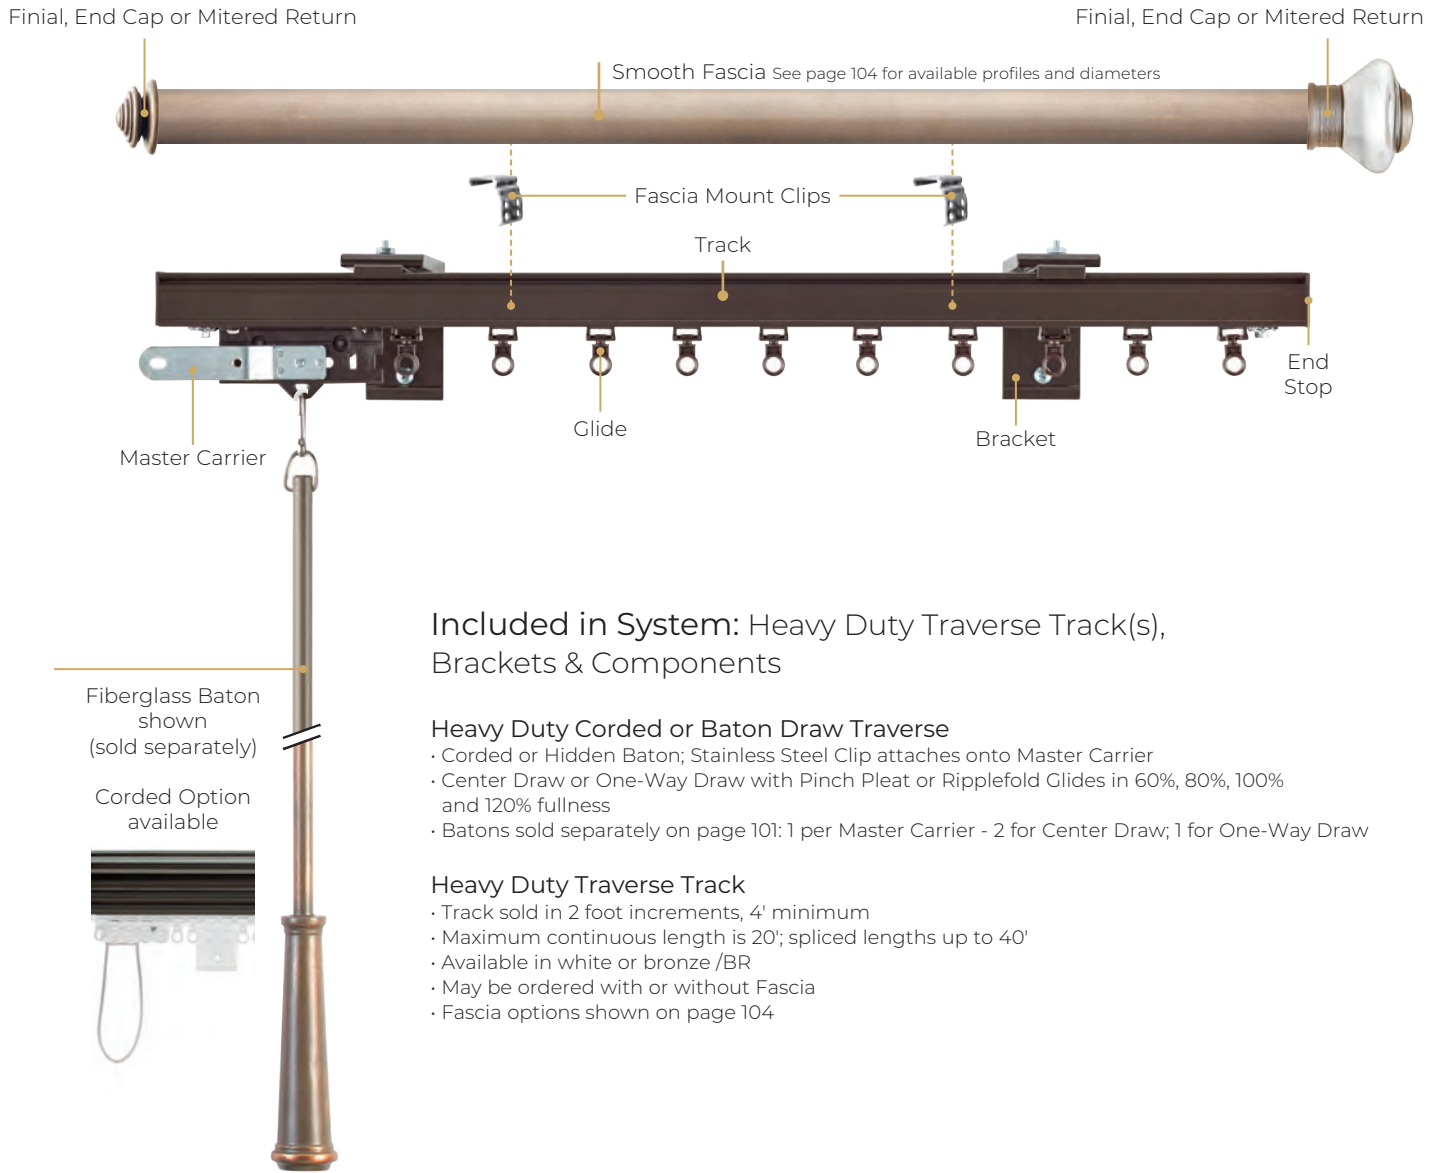 Finial, End Cap or Mitered Return
Finial, End Cap or Mitered Return
Smooth Fascia See page 104 for available profiles and diameters
Fascia Mount Clips
Track
End
Stop
Glide
Bracket
Master Carrier
Included in System: Heavy Duty Traverse Track(s),
Brackets & Components
Fiberglass Baton
shown
(sold separately)
Corded Option
available
Heavy Duty Corded or Baton Draw Traverse
· Corded or Hidden Baton; Stainless Steel Clip attaches onto Master Carrier
· Center Draw or One-Way Draw with Pinch Pleat or Ripplefold Glides in 60%, 80%, 100%
and 120% fullness
· Batons sold separately on page 101: 1 per Master Carrier - 2 for Center Draw; 1 for One-Way Draw
Heavy Duty Traverse Track
· Track sold in 2 foot increments, 4' minimum
· Maximum continuous length is 20'; spliced lengths up to 40'
· Available in white or bronze /BR
· May be ordered with or without Fascia
· Fascia options shown on page 104